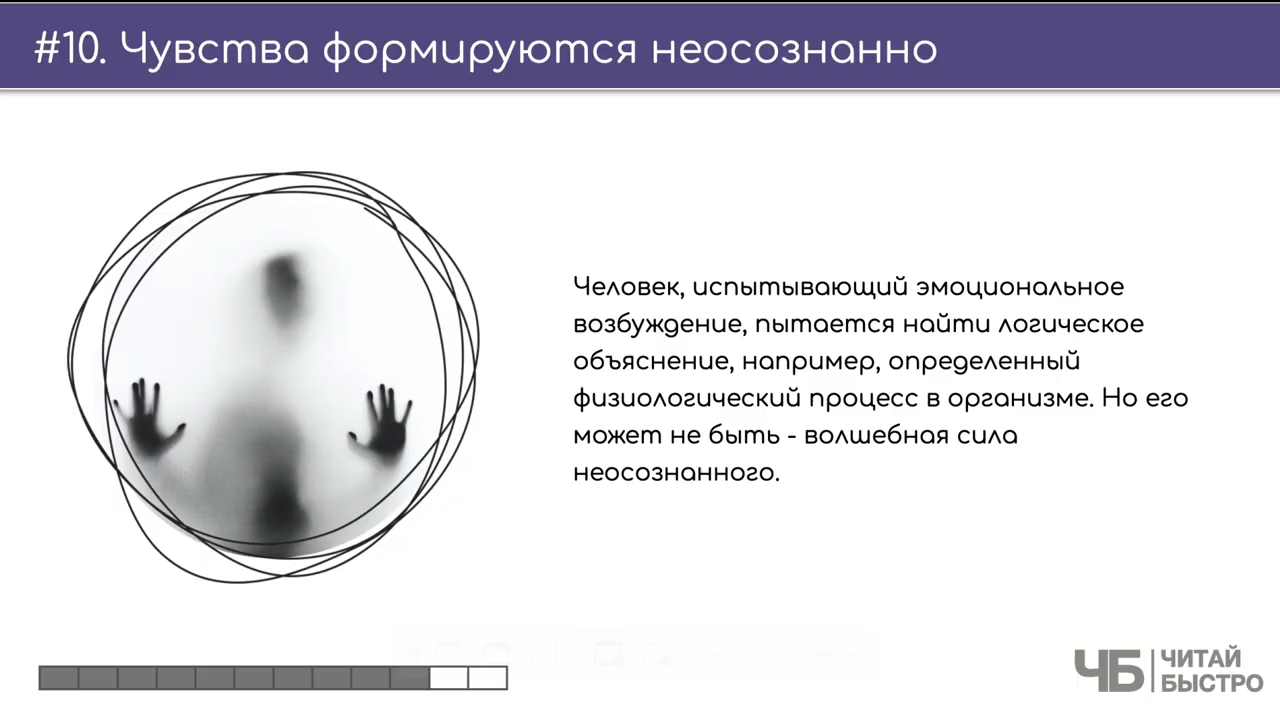 #10. Чувства формируются неосознанно
Человек, испытывающий эмоциональное
возбуждение, пытается найти логическое
объяснение, например, определенный
физиологический процесс в организме. Но его
может не быть - волшебная сила
неосознанного.
ЧБ ЧИТАЙ
БЫСТРО